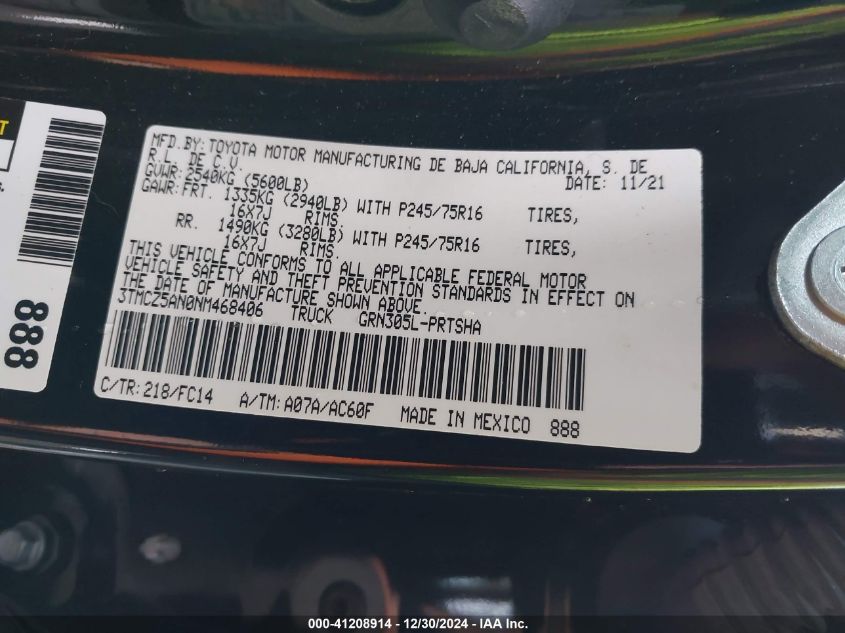 MFD.BY:TOYOTA MOTOR MANUFACTURING DE BAJA CALIFORNIA, S. DE
R.L. DE C.V. DATE: 11/21
GVWR:2540KG (5600LB)
GAWR:FRT. 1335KG (2940LB) WITH P245/75R16 TIRES,
16X7J RIMS.
RR. 1490KG (3280LB) WITH P245/75R16 TIRES,
16X7J RIMS.
THIS VEHICLE CONFORMS TO ALL APPLICABLE FEDERAL MOTOR
VEHICLE SAFETY AND THEFT PREVENTION STANDARDS IN EFFECT ON
THE DATE OF MANUFACTURE SHOWN ABOVE.
3TMCZ5AN0NM468406 TRUCK GRN305L-PRTSHA
C/TR:218/FC14 A/TM:A07A/AC60F MADE IN MEXICO 888
888
000-41208914 - 12/30/2024 - IAA Inc.